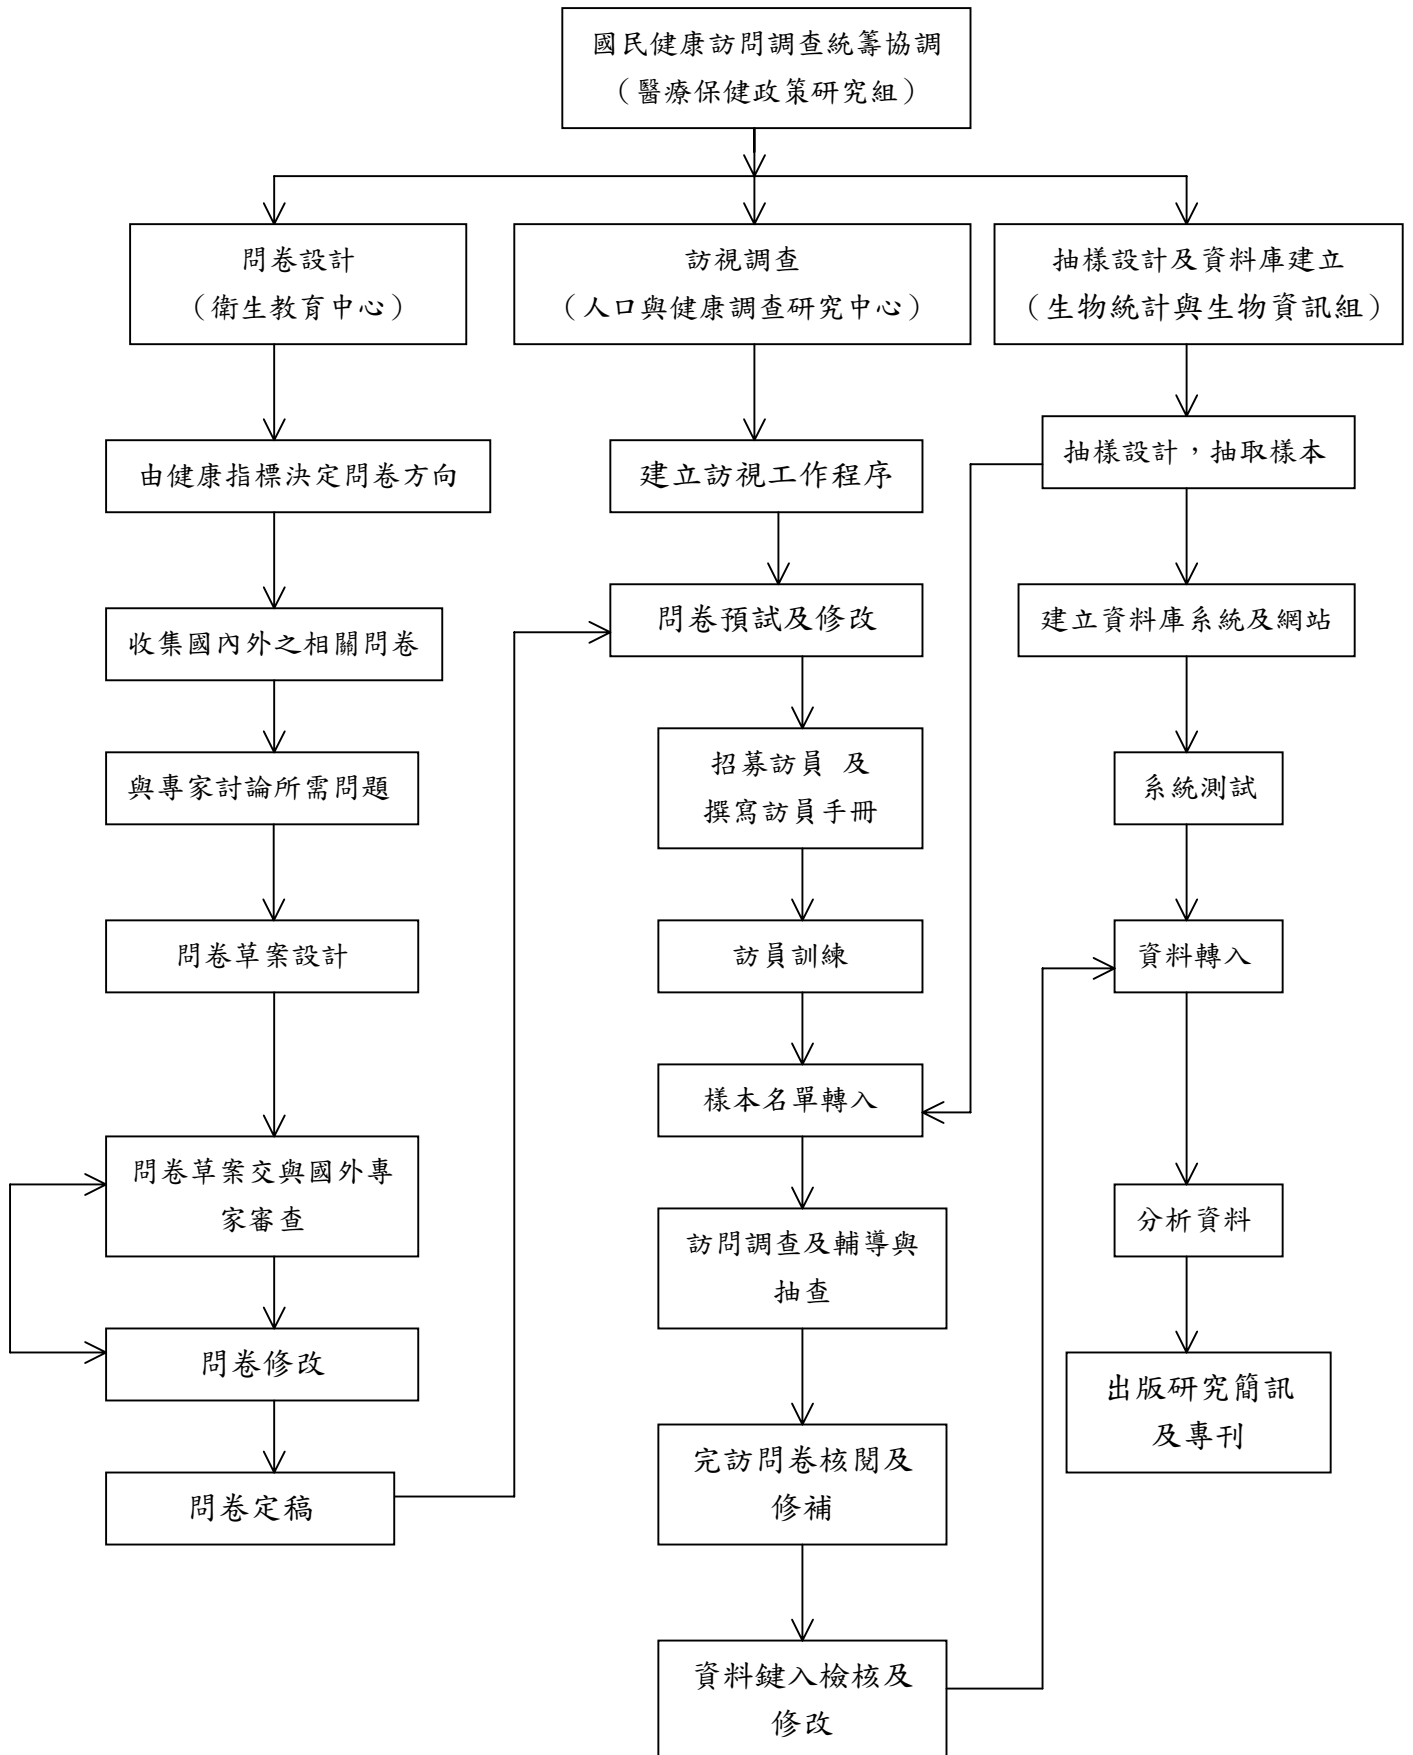 國民健康訪問調查統籌協調
（醫療保健政策研究組）
問卷設計
（衛生教育中心）
訪視調查
（人口與健康調查研究中心）
抽樣設計及資料庫建立
（生物統計與生物資訊組）
由健康指標決定問卷方向
建立訪視工作程序
抽樣設計，抽取樣本
收集國內外之相關問卷
問卷預試及修改
建立資料庫系統及網站
與專家討論所需問題
招募訪員 及
撰寫訪員手冊
系統測試
問卷草案設計
訪員訓練
資料轉入
樣本名單轉入
問卷草案交與國外專
家審查
訪問調查及輔導與
抽查
分析資料
問卷修改
出版研究簡訊
及專刊
完訪問卷核閱及
修補
問卷定稿
資料鍵入檢核及
修改